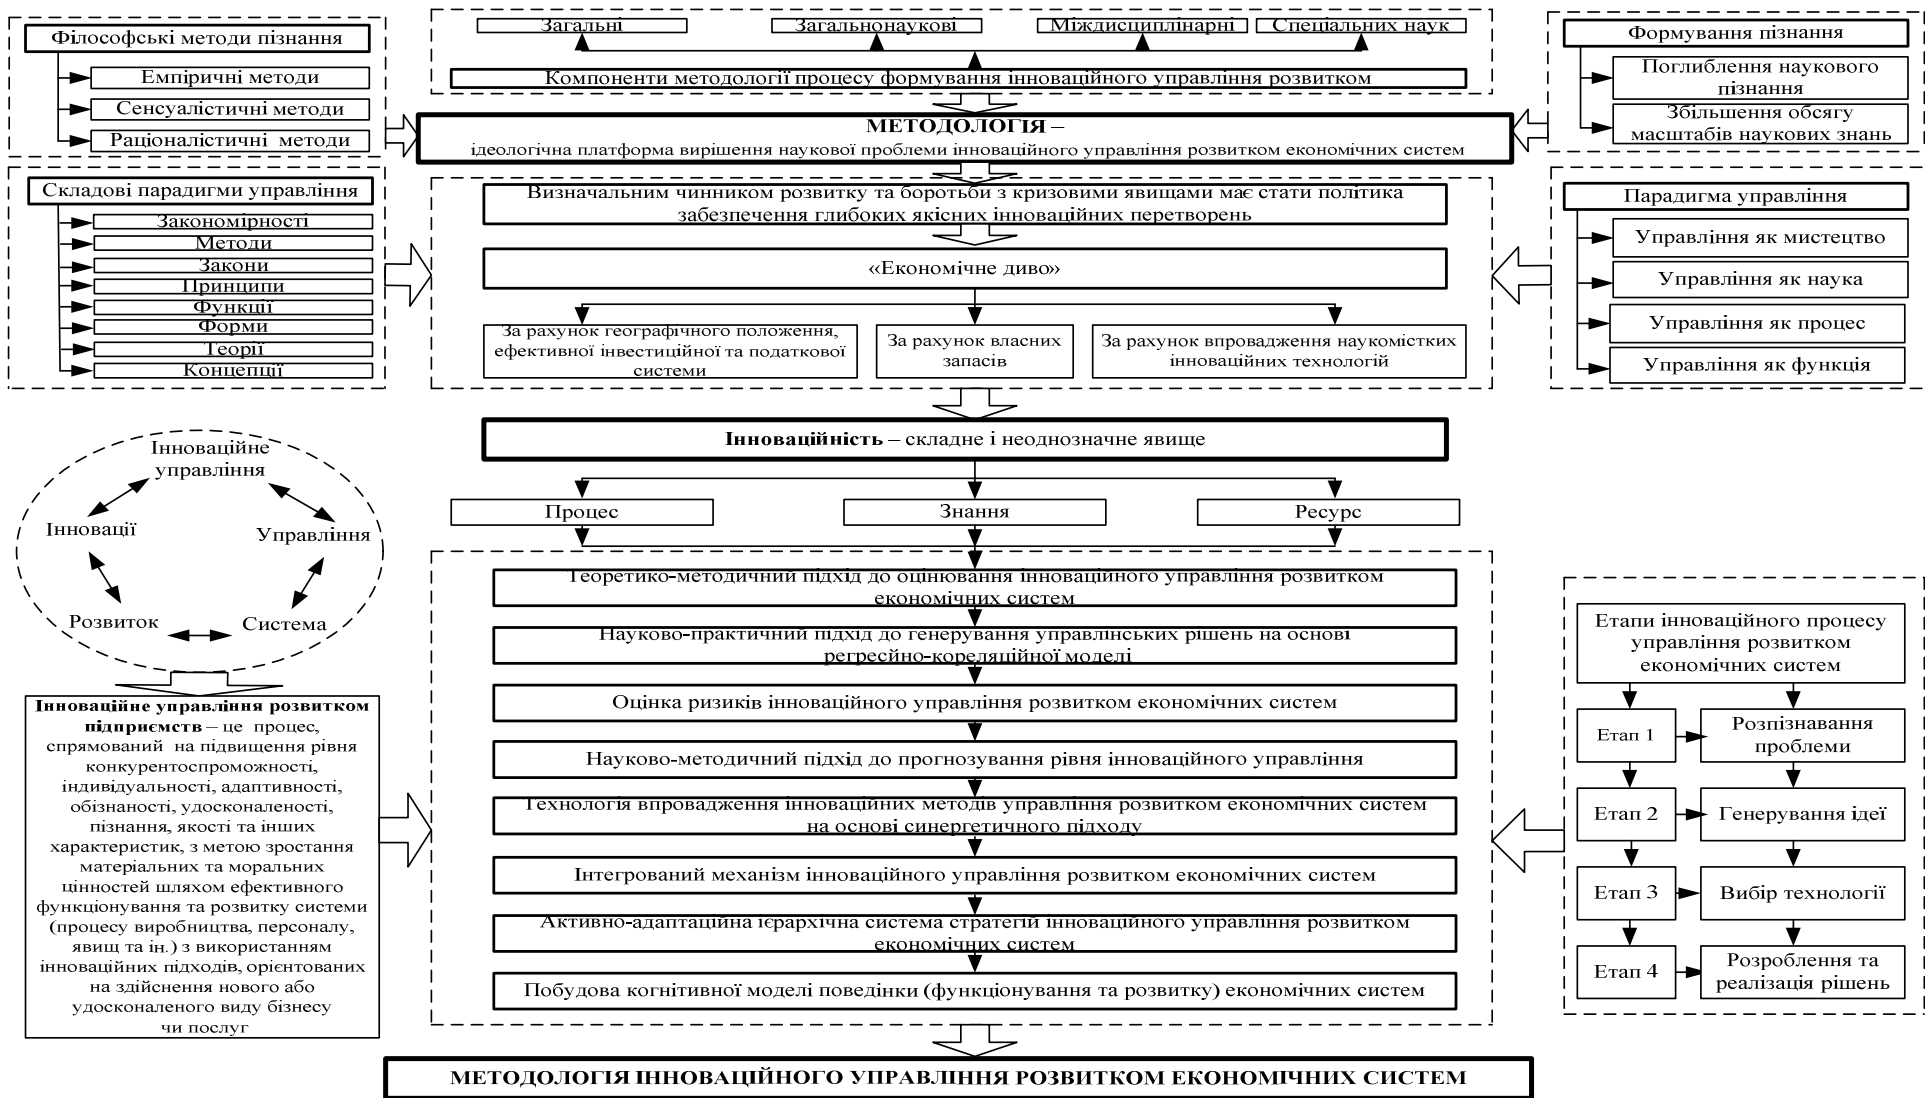 Філософські методи пізнання
Емпіричні методи
Сенсуалістичні методи
Раціоналістичні методи
Загальні
Загальнонаукові
Міждисциплінарні
Спеціальних наук
Компоненти методології процесу формування інноваційного управління розвитком
Формування пізнання
Поглиблення наукового
пізнання
Збільшення обсягу
масштабів наукових знань
МЕТОДОЛОГІЯ –
ідеологічна платформа вирішення наукової проблеми інноваційного управління розвитком економічних систем
Складові парадигми управління
Закономірності
Методи
Закони
Принципи
Функції
Форми
Теорії
Концепції
Визначальним чинником розвитку та боротьби з кризовими явищами має стати політика
забезпечення глибоких якісних інноваційних перетворень
«Економічне диво»
За рахунок географічного положення,
ефективної інвестиційної та податкової
системи
За рахунок власних
запасів
За рахунок впровадження наукомістких
інноваційних технологій
Парадигма управління
Управління як мистецтво
Управління як наука
Управління як процес
Управління як функція
Інноваційність – складне і неоднозначне явище
Процес
Знання
Ресурс
Інноваційне
управління
Інновації
Управління
Розвиток
Система
Інноваційне управління розвитком
підприємств – це процес,
спрямований на підвищення рівня
конкурентоспроможності,
індивідуальності, адаптивності,
обізнаності, удосконаленості,
пізнання, якості та інших
характеристик, з метою зростання
матеріальних та моральних
цінностей шляхом ефективного
функціонування та розвитку системи
(процесу виробництва, персоналу,
явищ та ін.) з використанням
інноваційних підходів, орієнтованих
на здійснення нового або
удосконаленого виду бізнесу
чи послуг
Теоретико-методичний підхід до оцінювання інноваційного управління розвитком
економічних систем
Науково-практичний підхід до генерування управлінських рішень на основі
регресійно-кореляційної моделі
Оцінка ризиків інноваційного управління розвитком економічних систем
Науково-методичний підхід до прогнозування рівня інноваційного управління
Технологія впровадження інноваційних методів управління розвитком економічних систем
на основі синергетичного підходу
Інтегрований механізм інноваційного управління розвитком економічних систем
Активно-адаптаційна ієрархічна система стратегій інноваційного управління розвитком
економічних систем
Побудова когнітивної моделі поведінки (функціонування та розвитку) економічних систем
Етапи інноваційного процесу
управління розвитком
економічних систем
Етап 1
Розпізнавання
проблеми
Етап 2
Генерування ідеї
Етап 3
Вибір технології
Етап 4
Розроблення та
реалізація рішень
МЕТОДОЛОГІЯ ІННОВАЦІЙНОГО УПРАВЛІННЯ РОЗВИТКОМ ЕКОНОМІЧНИХ СИСТЕМ